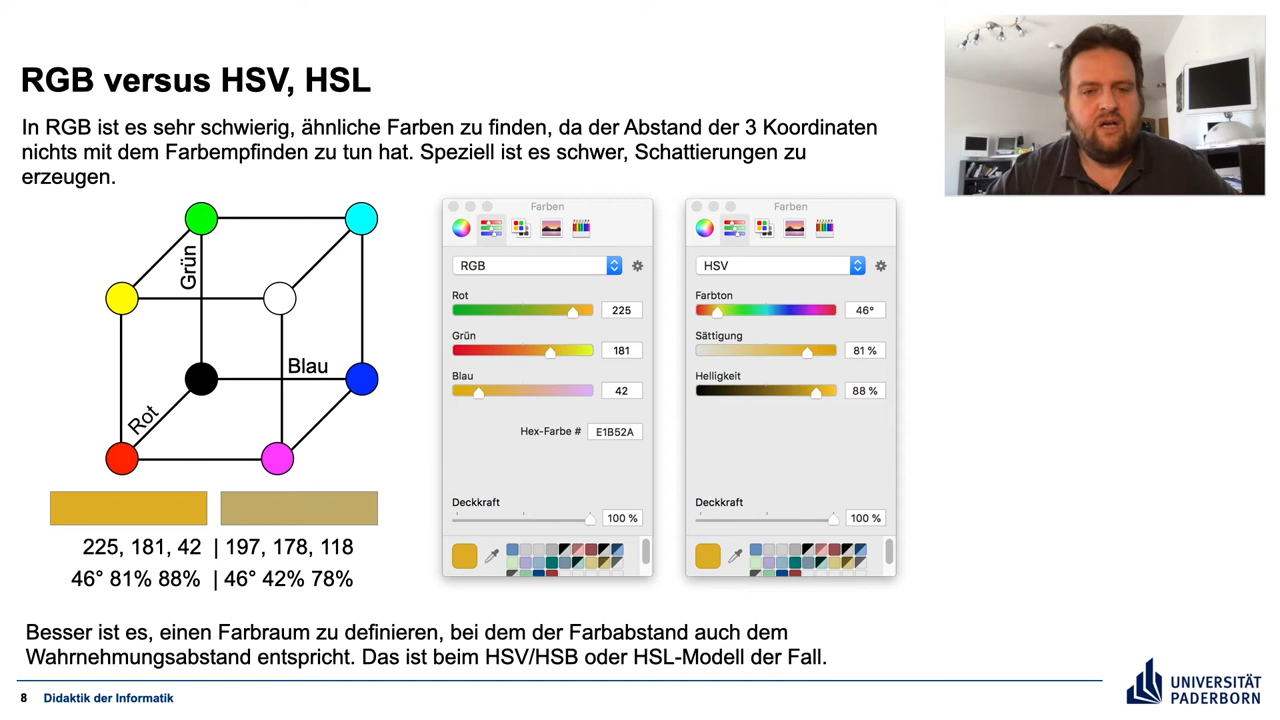 RGB versus HSV, HSL
In RGB ist es sehr schwierig, ähnliche Farben zu finden, da der Abstand der 3 Koordinaten
nichts mit dem Farbempfinden zu tun hat. Speziell ist es schwer, Schattierungen zu
erzeugen.
Grün
Blau
Rot
225, 181, 42 | 197, 178, 118
46° 81% 88% | 46° 42% 78%
Farben
RGB
Rot
225
Grün
181
Blau
42
Hex-Farbe # E1B52A
Deckkraft
100 %
Farben
HSV
Farbton
46°
Sättigung
81 %
Helligkeit
88 %
Deckkraft
100 %
Besser ist es, einen Farbraum zu definieren, bei dem der Farbabstand auch dem
Wahrnehmungsabstand entspricht. Das ist beim HSV/HSB oder HSL-Modell der Fall.
8 Didaktik der Informatik
UNIVERSITÄT
PADERBORN